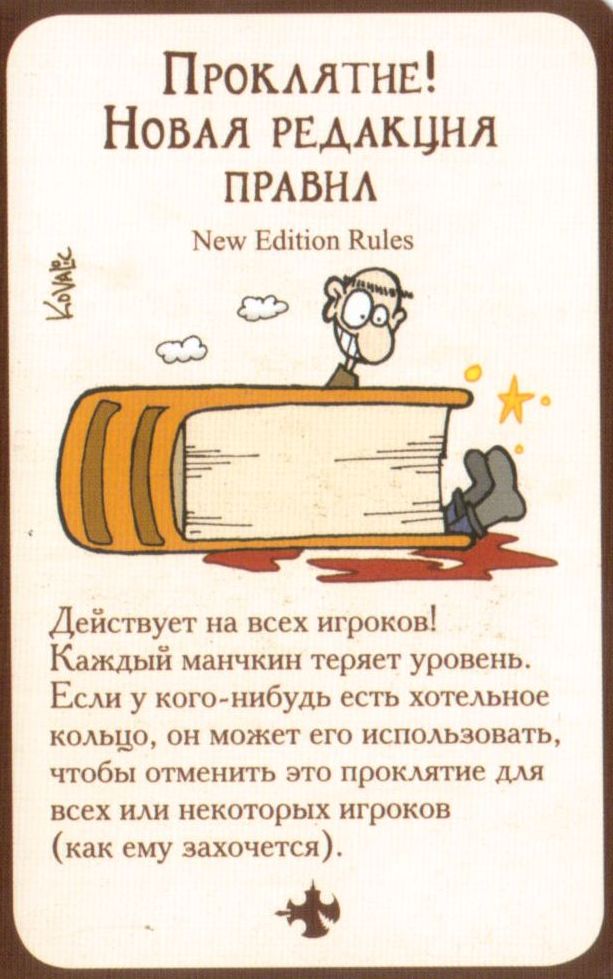 Проклятие!
Новая редакция
правил
New Edition Rules
Kovalic
Действует на всех игроков!
Каждый манчкин теряет уровень.
Если у кого-нибудь есть хотельное
кольцо, он может его использовать,
чтобы отменить это проклятие для
всех или некоторых игроков
(как ему захочется).